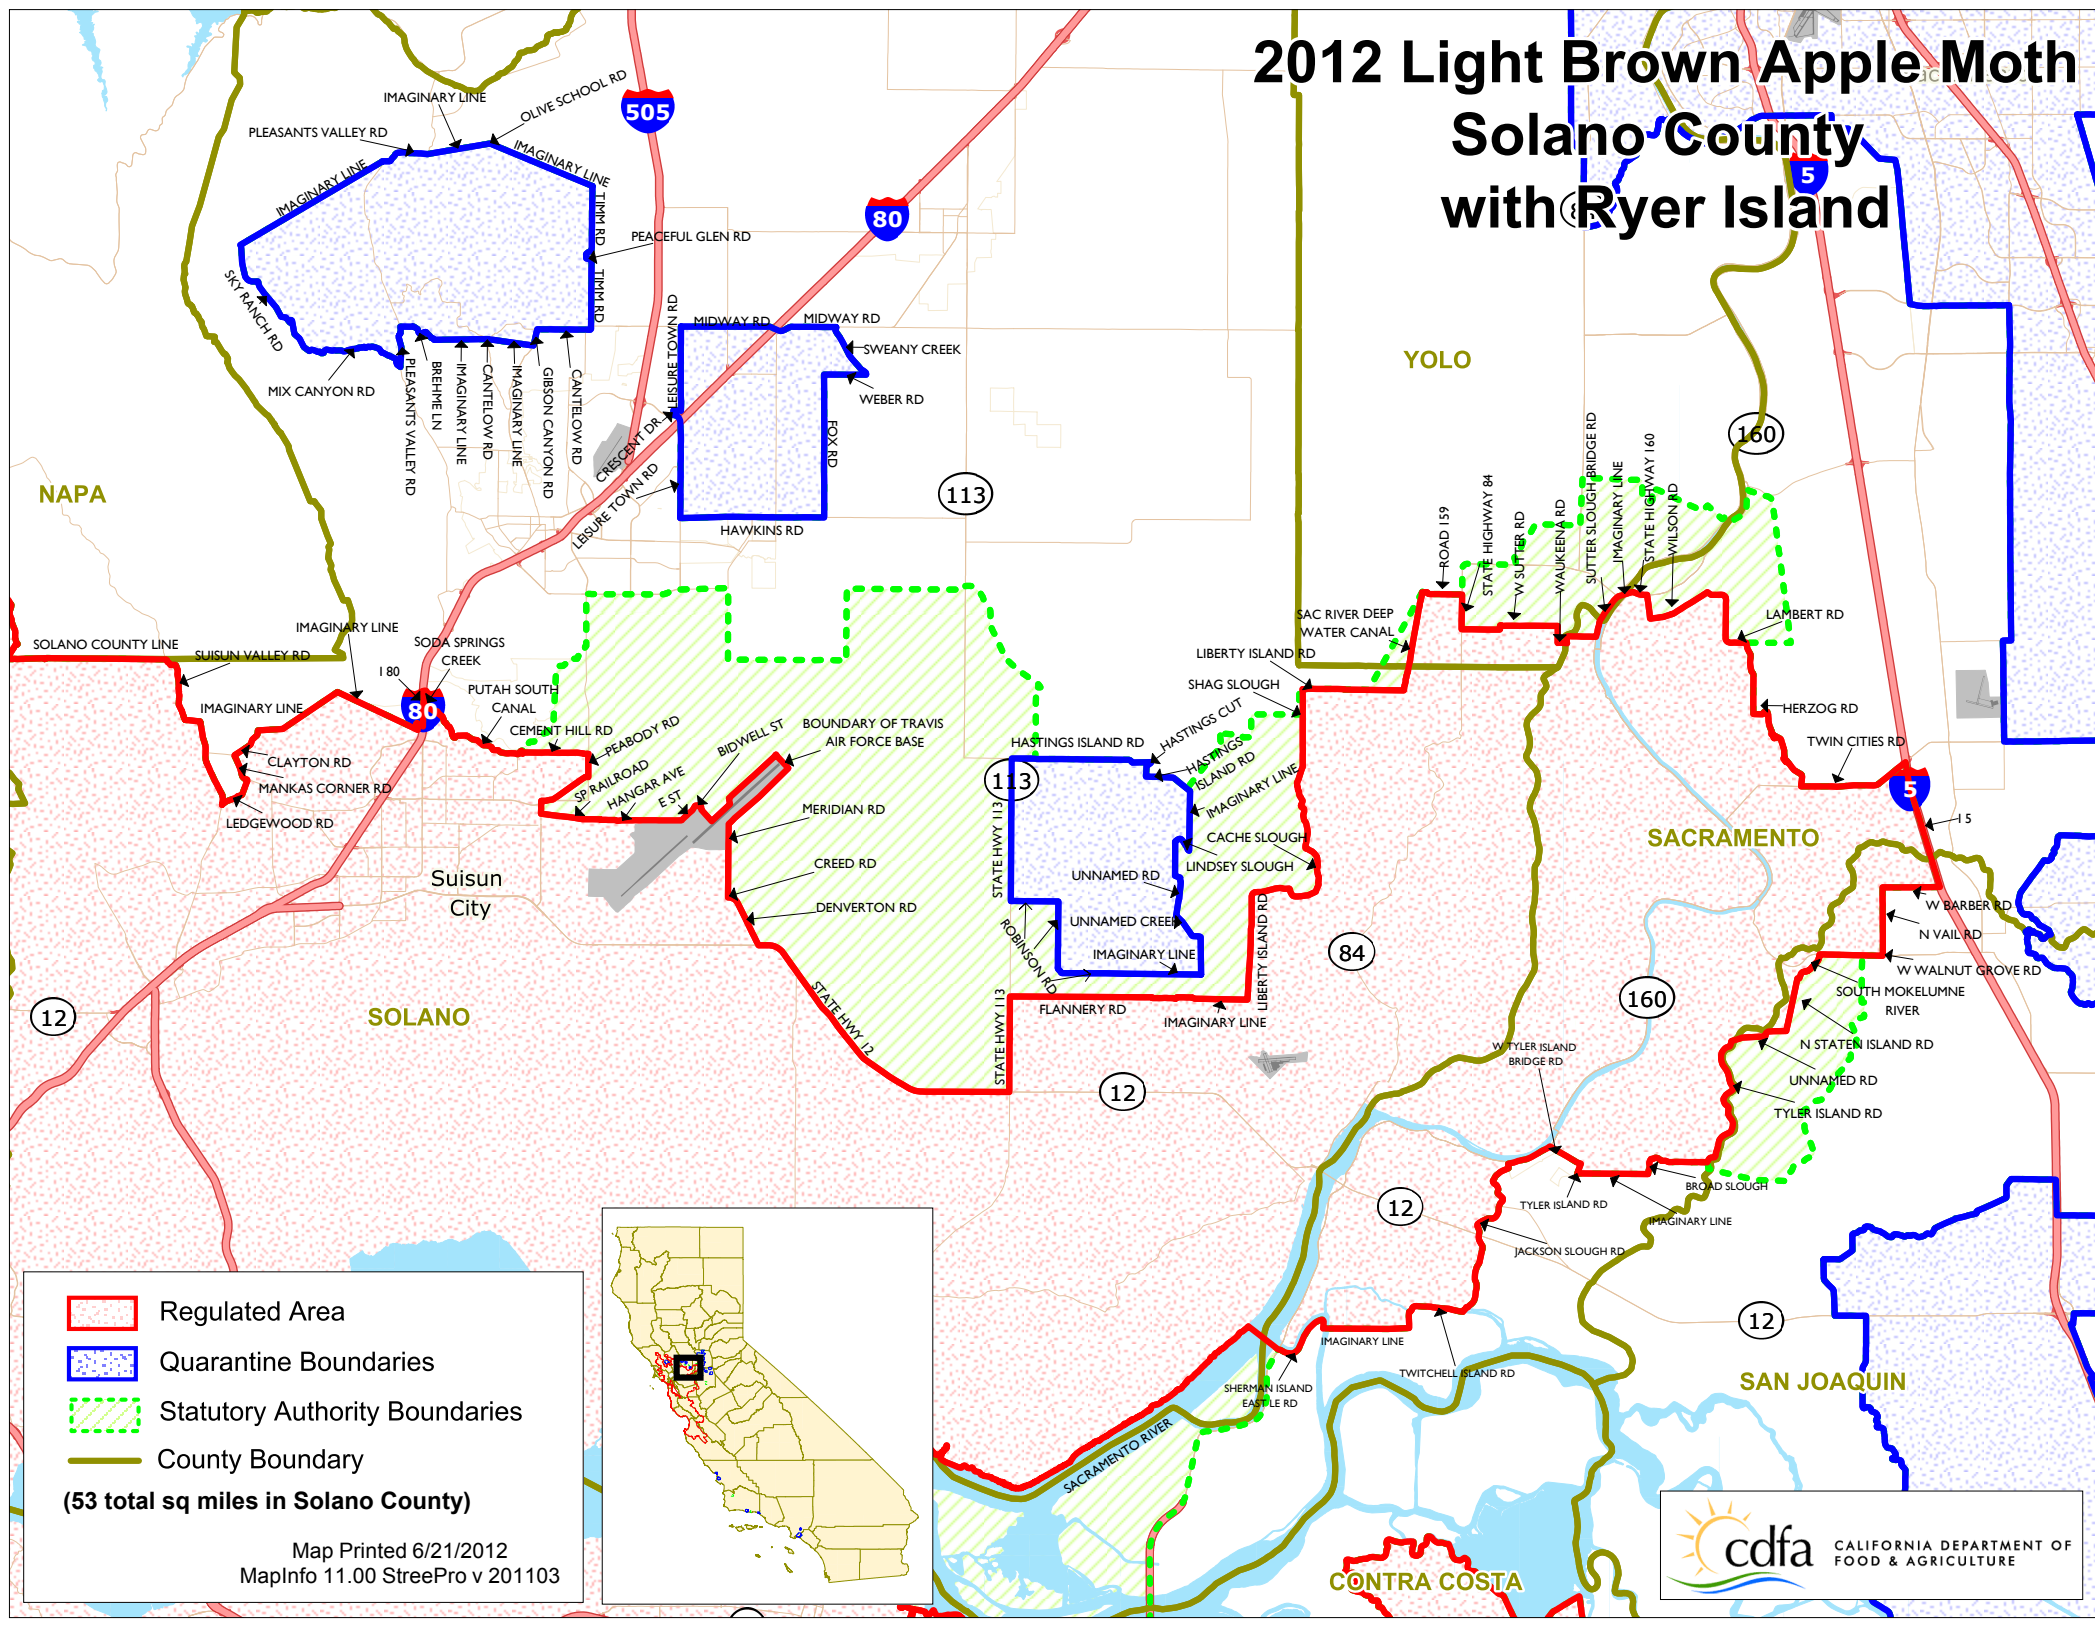 2012 Light Brown Apple Moth
Solano County
with Ryer Island
IMAGINARY LINE
OLIVE SCHOOL RD
PLEASANTS VALLEY RD
IMAGINARY LINE
IMAGINARY LINE
TIMM RD
PEACEFUL GLEN RD
TIMM RD
SKY RANCH RD
MIX CANYON RD
PLEASANTS VALLEY RD
BREHME LN
IMAGINARY LINE
CANTELOW RD
IMAGINARY LINE
GIBSON CANYON RD
CANTELOW RD
505
80
5
LEISURE TOWN RD
MIDWAY RD
MIDWAY RD
SWEANY CREEK
WEBER RD
FOX RD
CRESCENT DR
LEISURE TOWN RD
HAWKINS RD
113
NAPA
YOLO
160
ROAD 159
STATE HIGHWAY 84
W SUTTER RD
WAUKEENA RD
SUTTER SLOUGH BRIDGE RD
IMAGINARY LINE
STATE HIGHWAY 160
WILSON RD
SAC RIVER DEEP
WATER CANAL
LAMBERT RD
LIBERTY ISLAND RD
SHAG SLOUGH
HERZOG RD
TWIN CITIES RD
5
I 5
SOLANO COUNTY LINE
SUISUN VALLEY RD
IMAGINARY LINE
I 80
SODA SPRINGS
CREEK
80
PUTAH SOUTH
CANAL
CEMENT HILL RD
IMAGINARY LINE
CLAYTON RD
MANKAS CORNER RD
LEDGEWOOD RD
PEABODY RD
SP RAILROAD
HANGAR AVE
E ST
BIDWELL ST
BOUNDARY OF TRAVIS
AIR FORCE BASE
MERIDIAN RD
CREED RD
DENVERTON RD
STATE HWY 12
HASTINGS ISLAND RD
113
STATE HWY 113
HASTINGS CUT
HASTINGS
ISLAND RD
IMAGINARY LINE
CACHE SLOUGH
LINDSEY SLOUGH
UNNAMED RD
UNNAMED CREEK
IMAGINARY LINE
ROBINSON RD
STATE HWY 113
FLANNERY RD
IMAGINARY LINE
LIBERTY ISLAND RD
84
SACRAMENTO
Suisun
City
SOLANO
12
12
160
W BARBER RD
N VAIL RD
W WALNUT GROVE RD
SOUTH MOKELUMNE
RIVER
N STATEN ISLAND RD
UNNAMED RD
TYLER ISLAND RD
W TYLER ISLAND
BRIDGE RD
BROAD SLOUGH
TYLER ISLAND RD
IMAGINARY LINE
JACKSON SLOUGH RD
12
12
IMAGINARY LINE
TWITCHELL ISLAND RD
SHERMAN ISLAND
EAST LE RD
SACRAMENTO RIVER
SAN JOAQUIN
CONTRA COSTA
Regulated Area
Quarantine Boundaries
Statutory Authority Boundaries
County Boundary
(53 total sq miles in Solano County)
Map Printed 6/21/2012
MapInfo 11.00 StreePro v 201103
cdfa
CALIFORNIA DEPARTMENT OF
FOOD & AGRICULTURE